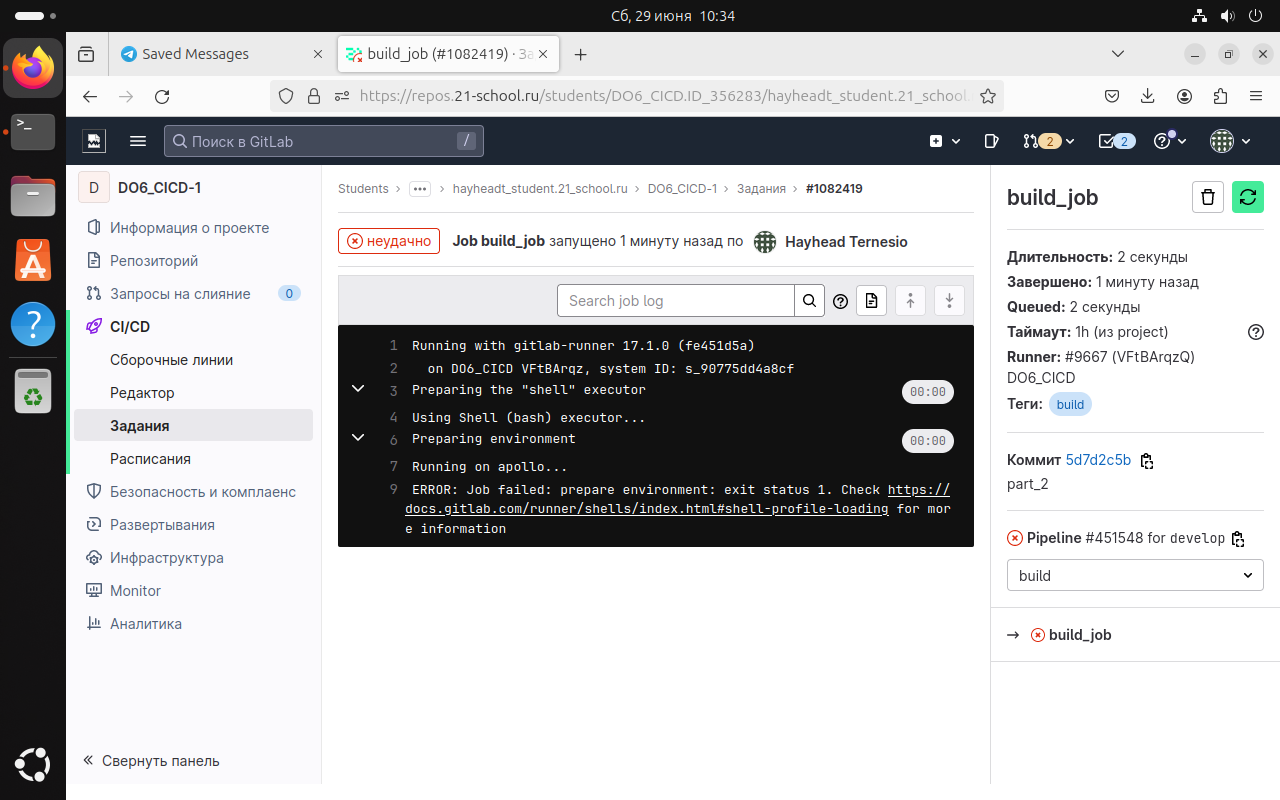 Сб, 29 июня 10:34
Saved Messages
build_job (#1082419) · За
https://repos.21-school.ru/students/DO6_CICD.ID_356283/hayheadt_student.21_school.
Поиск в GitLab
/
2
2
D DO6_CICD-1
Информация о проекте
Репозиторий
Запросы на слияние 0
CI/CD
Сборочные линии
Редактор
Задания
Расписания
Безопасность и комплаенс
Развертывания
Инфраструктура
Monitor
Аналитика
Свернуть панель
Students › ••• › hayheadt_student.21_school.ru › DO6_CICD-1 › Задания › #1082419
неудачно Job build_job запущено 1 минуту назад по Hayhead Ternesio
Search job log
1 Running with gitlab-runner 17.1.0 (fe451d5a)
2 on DO6_CICD VFtBArqz, system ID: s_90775dd4a8cf
3 Preparing the "shell" executor 00:00
4 Using Shell (bash) executor...
6 Preparing environment 00:00
7 Running on apollo...
9 ERROR: Job failed: prepare environment: exit status 1. Check https://
docs.gitlab.com/runner/shells/index.html#shell-profile-loading for mor
e information
build_job
Длительность: 2 секунды
Завершено: 1 минуту назад
Queued: 2 секунды
Таймаут: 1h (из project)
Runner: #9667 (VFtBArqzQ)
DO6_CICD
Теги: build
Коммит 5d7d2c5b
part_2
Pipeline #451548 for develop
build
→ build_job